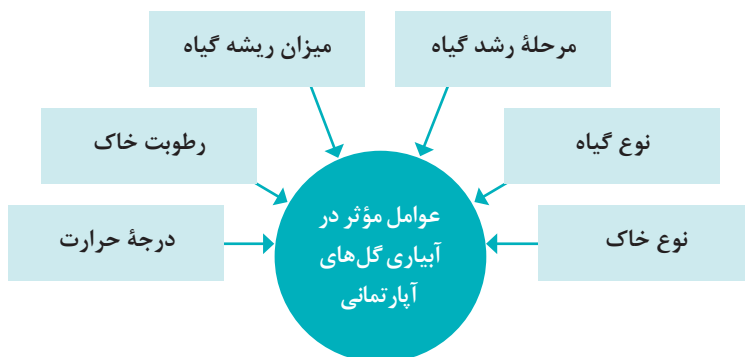 مرحلهٔ رشد گیاه
میزان ریشه گیاه
نوع گیاه
رطوبت خاک
نوع خاک
درجهٔ حرارت
عوامل مؤثر در
آبیاری گل‌های
آپارتمانی